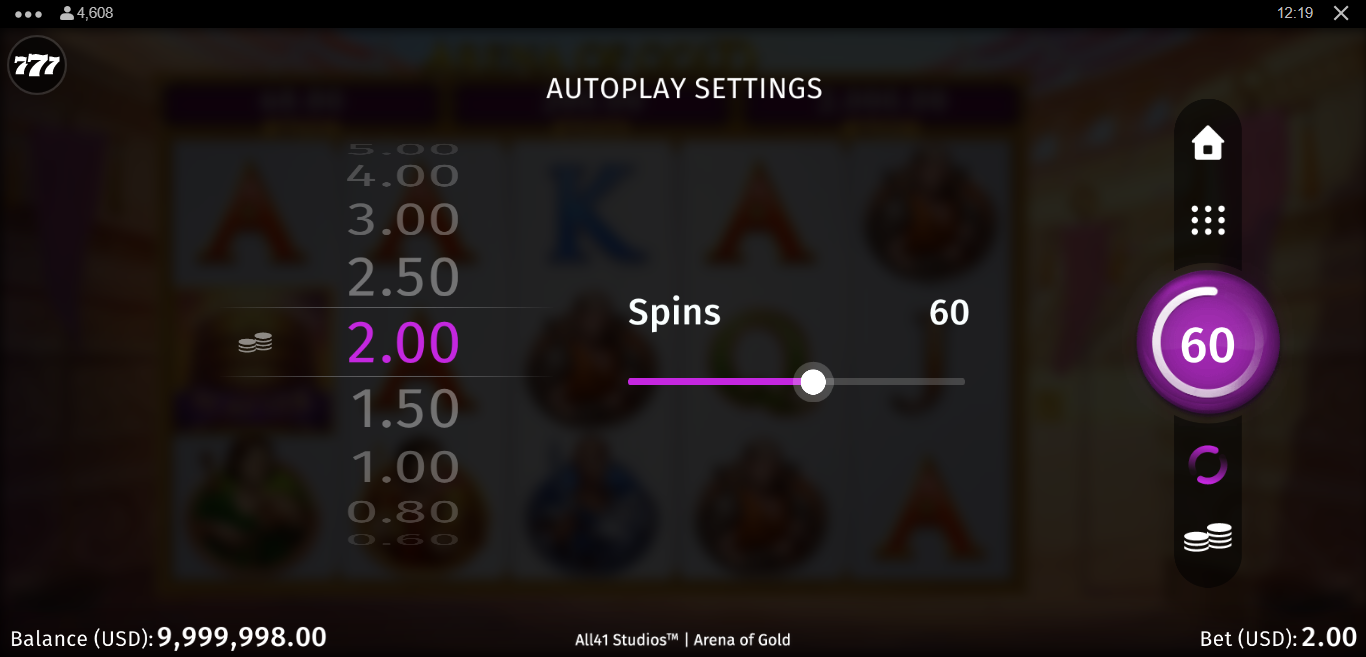 4,608
12:19
777
AUTOPLAY SETTINGS
5.00
4.00
3.00
2.50
2.00
1.50
1.00
0.80
0.60
Spins 60
60
Balance (USD): 9,999,998.00
All41 Studios™ | Arena of Gold
Bet (USD): 2.00